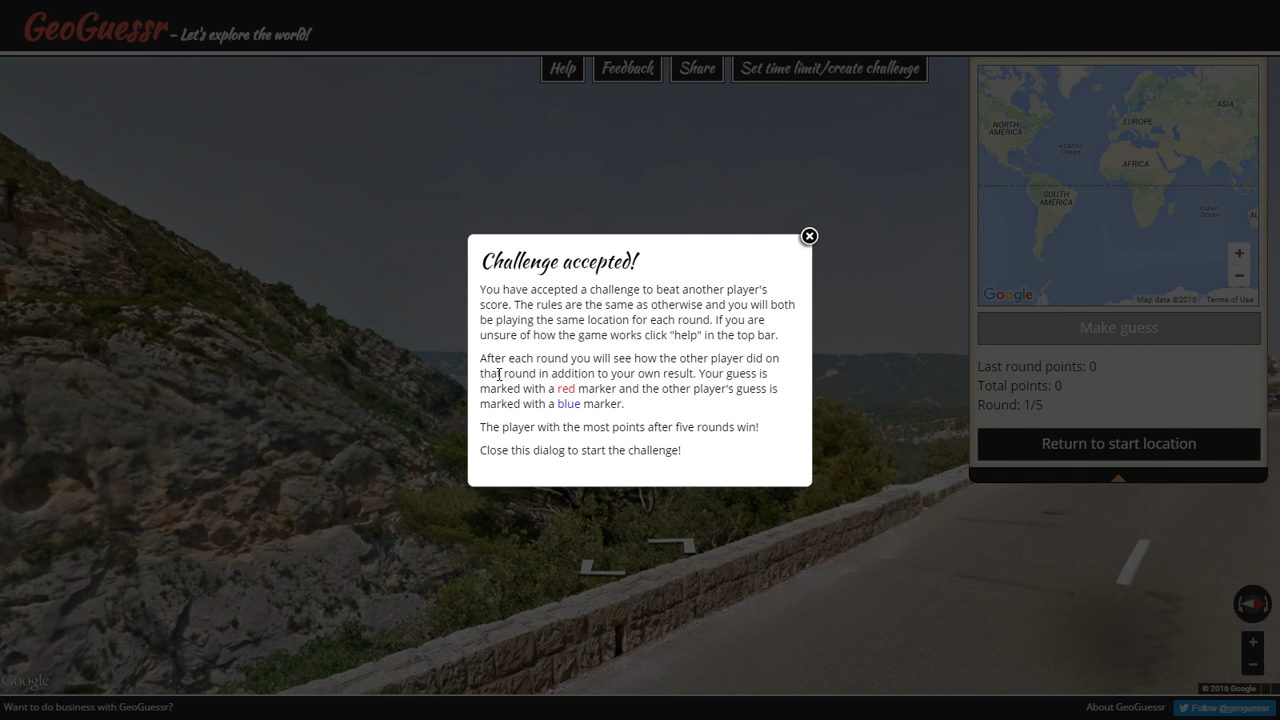 GeoGuessr - Let's explore the world!
Help
Feedback
Share
Set time limit/create challenge
NORTH
AMERICA
Atlantic
Ocean
EUROPE
ASIA
AFRICA
SOUTH
AMERICA
Indian
Ocean
AU
Google
Map data ©2016
Terms of Use
Make guess
Last round points: 0
Total points: 0
Round: 1/5
Return to start location
Challenge accepted!
You have accepted a challenge to beat another player's
score. The rules are the same as otherwise and you will both
be playing the same location for each round. If you are
unsure of how the game works click "help" in the top bar.
After each round you will see how the other player did on
that round in addition to your own result. Your guess is
marked with a red marker and the other player's guess is
marked with a blue marker.
The player with the most points after five rounds win!
Close this dialog to start the challenge!
Google
© 2016 Google
Want to do business with GeoGuessr?
About GeoGuessr
Follow @geoguessr